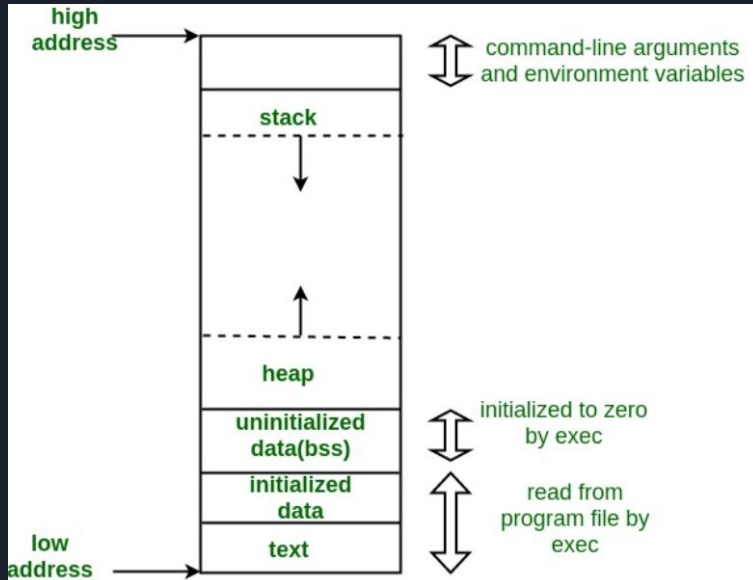 high
address
command-line arguments
and environment variables
stack
heap
uninitialized
data(bss)
initialized to zero
by exec
initialized
data
read from
program file by
exec
text
low
address